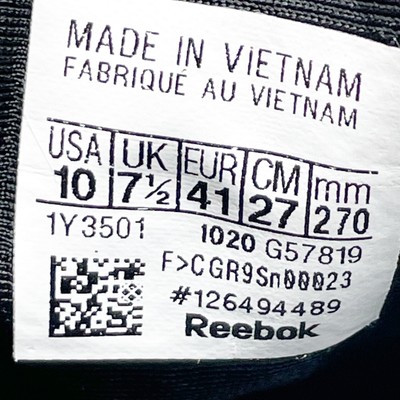 MADE IN VIETNAM
FABRIQUÉ AU VIETNAM
USA UK EUR CM mm
10 7½ 41 27 270
1Y3501 1020 G57819
F>CGR9Sn00023
#126494489
Reebok